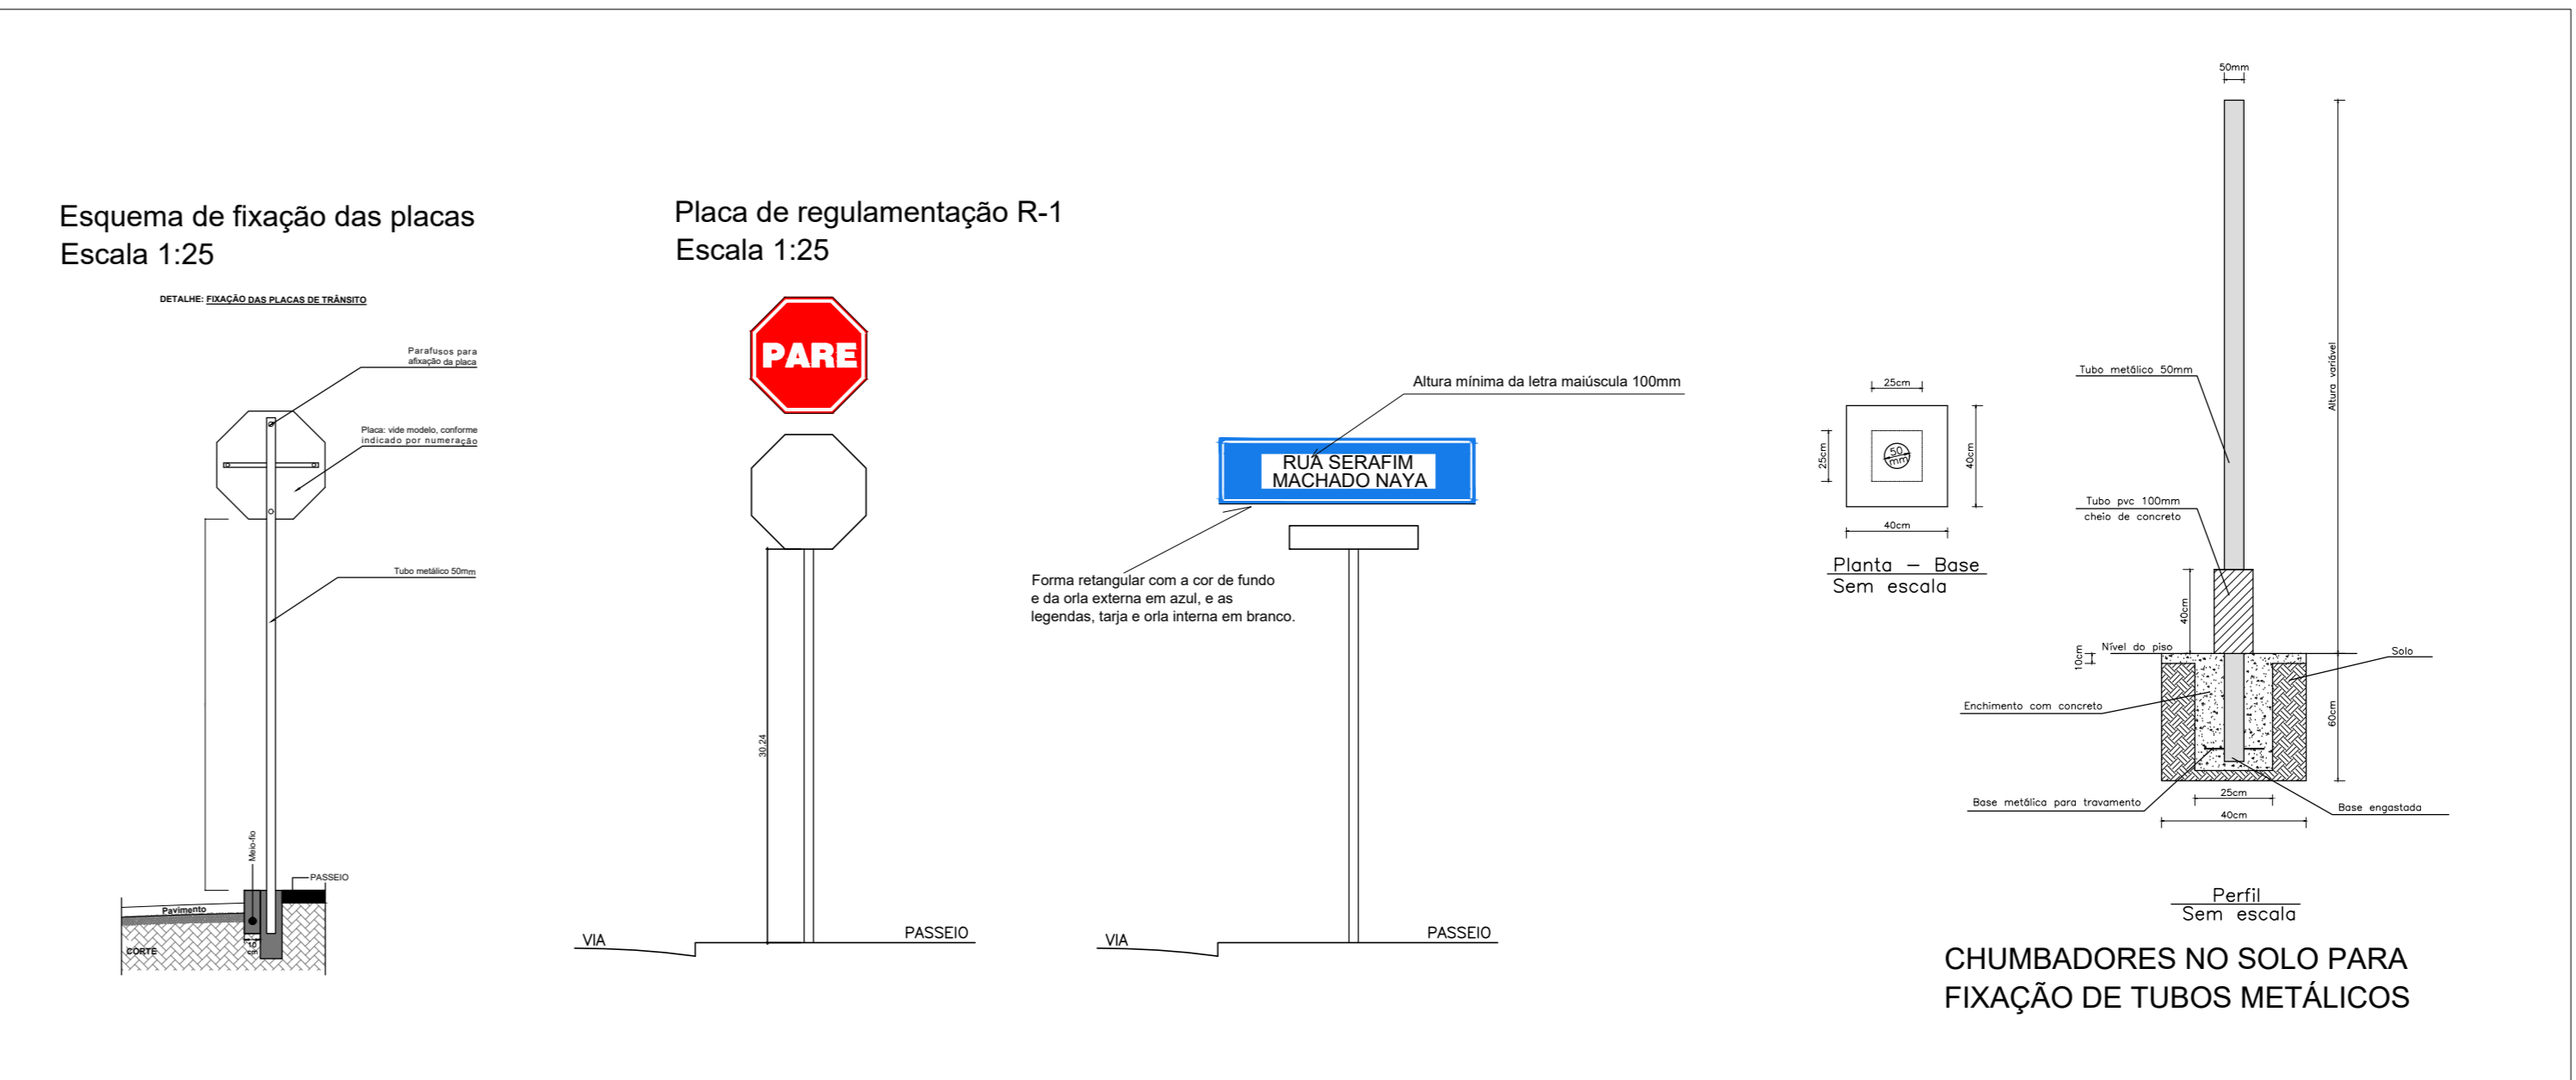 Esquema de fixação das placas
Escala 1:25
DETALHE: FIXAÇÃO DAS PLACAS DE TRÂNSITO
Parafusos para
afixação da placa
Placa: vide modelo, conforme
indicado por numeração
Tubo metálico 50mm
Meio-fio
PASSEIO
Pavimento
CORTE
10
cm
Placa de regulamentação R-1
Escala 1:25
PARE
30,24
VIA
PASSEIO
Altura mínima da letra maiúscula 100mm
RUA SERAFIM
MACHADO NAYA
Forma retangular com a cor de fundo
e da orla externa em azul, e as
legendas, tarja e orla interna em branco.
VIA
PASSEIO
25cm
25cm
50
mm
40cm
40cm
Planta – Base
Sem escala
50mm
Altura variável
Tubo metálico 50mm
Tubo pvc 100mm
cheio de concreto
40cm
Nível do piso
10cm
Solo
Enchimento com concreto
60cm
Base metálica para travamento
25cm
Base engastada
40cm
Perfil
Sem escala
CHUMBADORES NO SOLO PARA
FIXAÇÃO DE TUBOS METÁLICOS